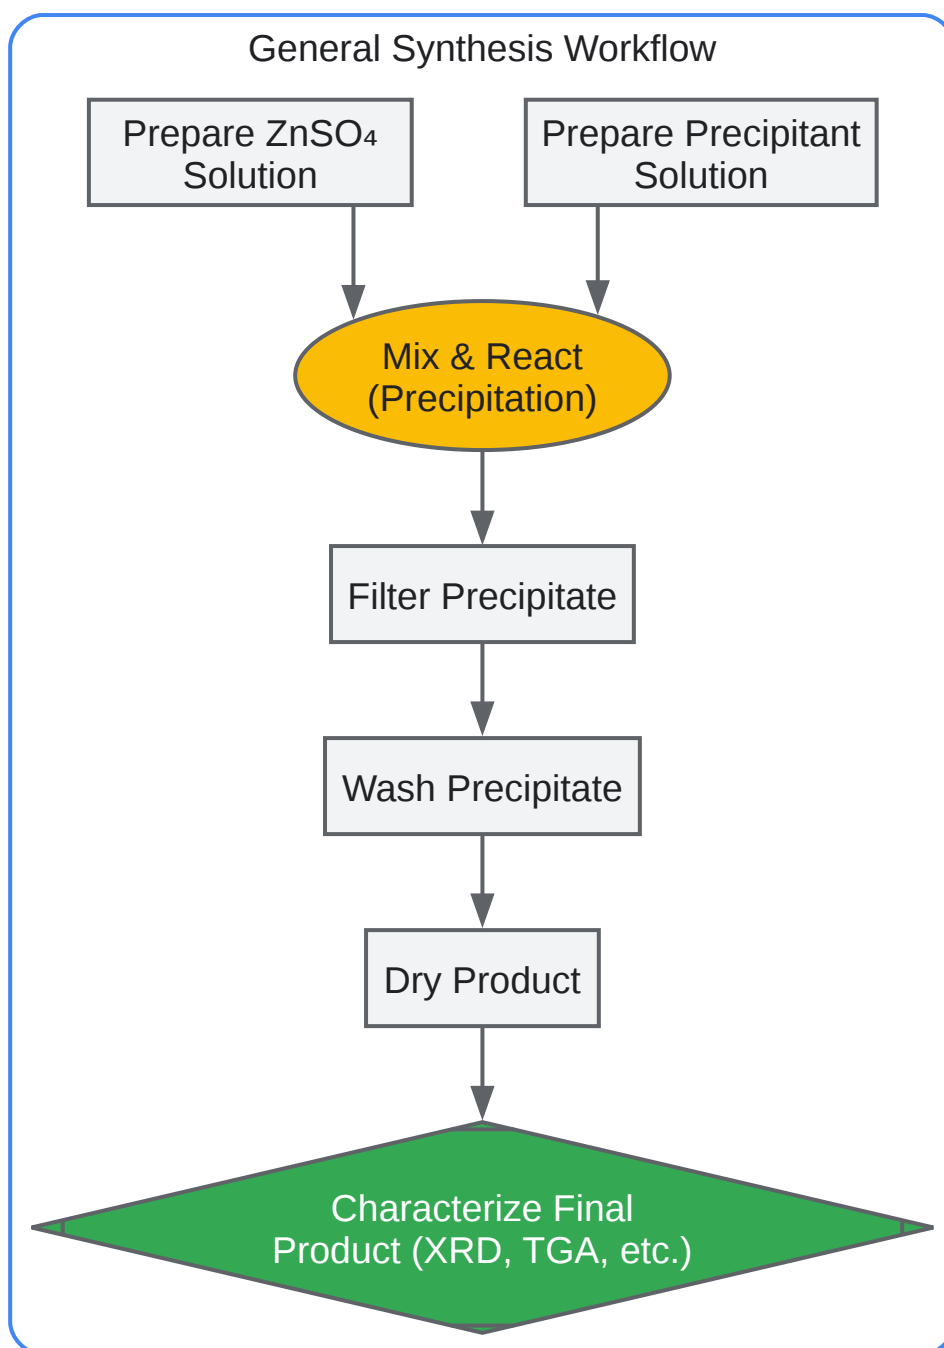 General Synthesis Workflow
Prepare ZnSO₄
Solution
Prepare Precipitant
Solution
Mix & React
(Precipitation)
Filter Precipitate
Wash Precipitate
Dry Product
Characterize Final
Product (XRD, TGA, etc.)